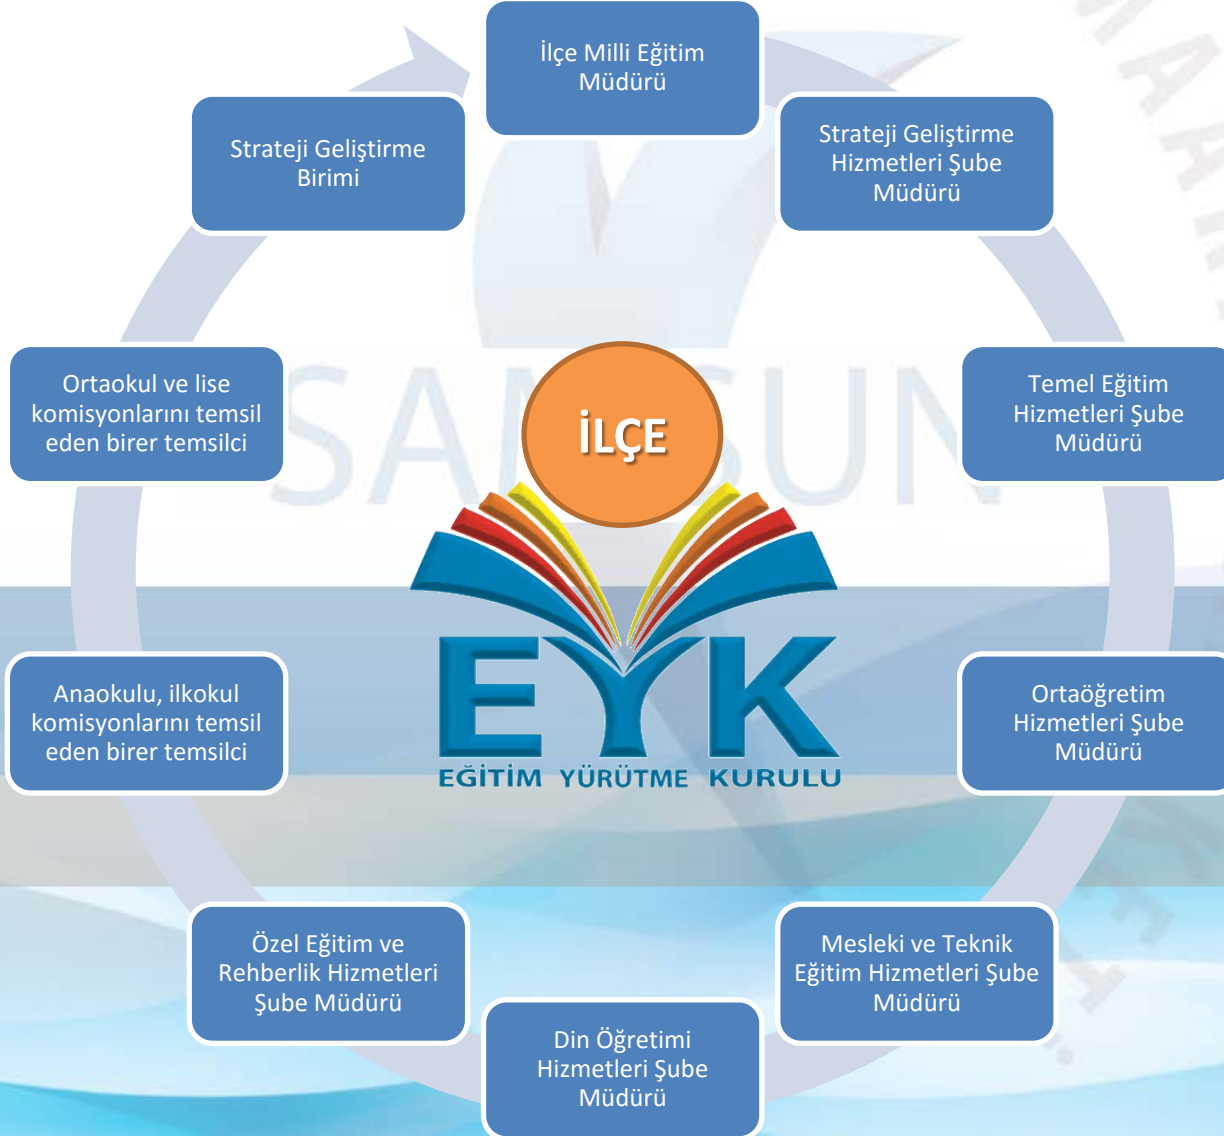 İlçe Milli Eğitim
Müdürü
Strateji Geliştirme
Hizmetleri Şube
Müdürü
Temel Eğitim
Hizmetleri Şube
Müdürü
Ortaöğretim
Hizmetleri Şube
Müdürü
Mesleki ve Teknik
Eğitim Hizmetleri Şube
Müdürü
Din Öğretimi
Hizmetleri Şube
Müdürü
Özel Eğitim ve
Rehberlik Hizmetleri
Şube Müdürü
Anaokulu, ilkokul
komisyonlarını temsil
eden birer temsilci
Ortaokul ve lise
komisyonlarını temsil
eden birer temsilci
Strateji Geliştirme
Birimi
İLÇE
SAMSUN
EYK
EĞİTİM YÜRÜTME KURULU